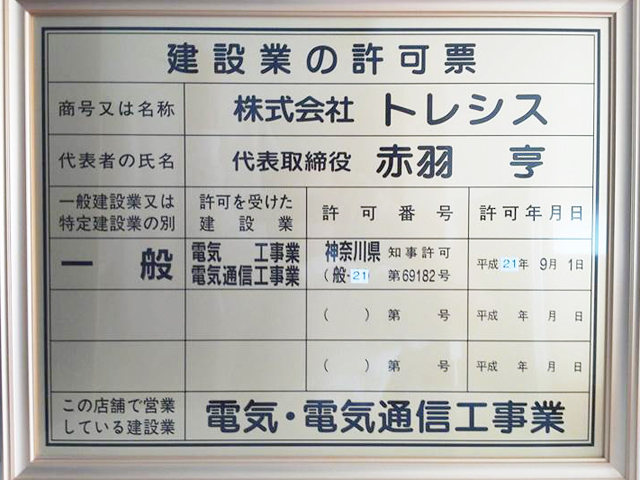 建設業の許可票
商号又は名称 株式会社 トレシス
代表者の氏名 代表取締役 赤羽 亨
一般建設業又は 許可を受けた 許可番号 許可年月日
特定建設業の別 建設業
一般 電気 工事業 神奈川県 知事許可 平成 21年 9月 1日
電気通信工事業 (般-21 第69182号
( ) 第 号 平成 年 月 日
( ) 第 号 平成 年 月 日
この店舗で営業 電気・電気通信工事業
している建設業